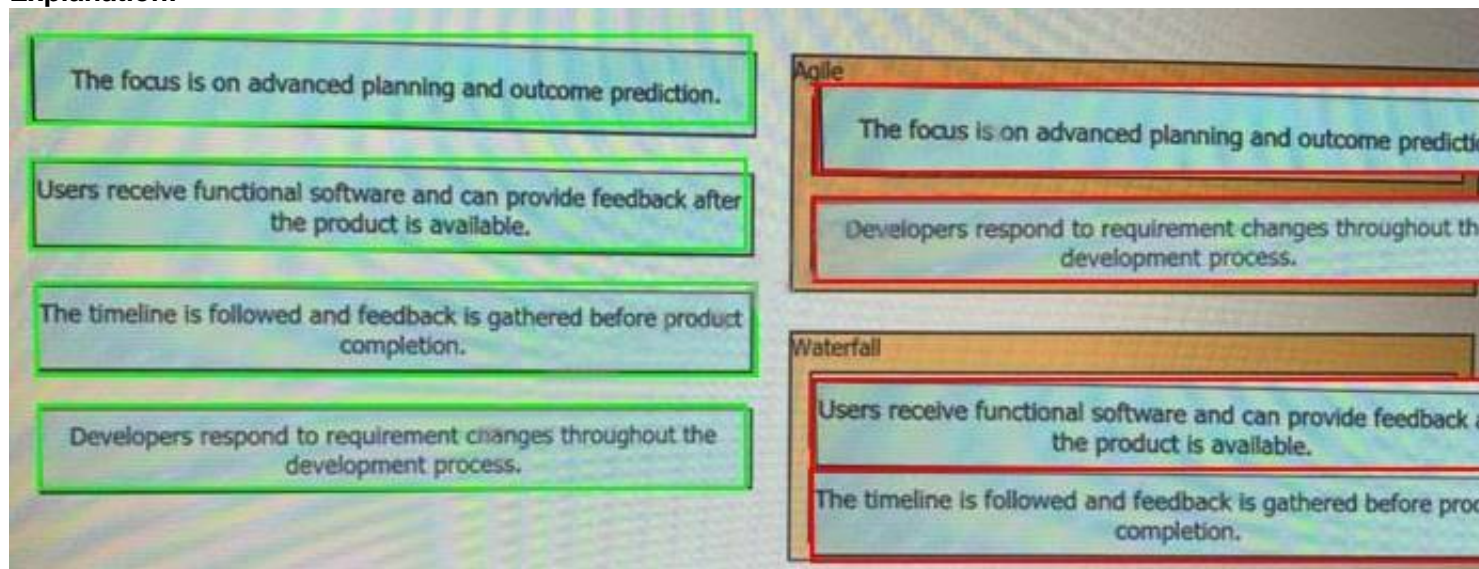 The focus is on advanced planning and outcome prediction.
Users receive functional software and can provide feedback after
the product is available.
The timeline is followed and feedback is gathered before product
completion.
Developers respond to requirement changes throughout the
development process.
Agile
The focus is on advanced planning and outcome
Developers respond to requirement changes throughout
development process.
Waterfall
Users receive functional software and can provide feedback
the product is available.
The timeline is followed and feedback is gathered before
completion.